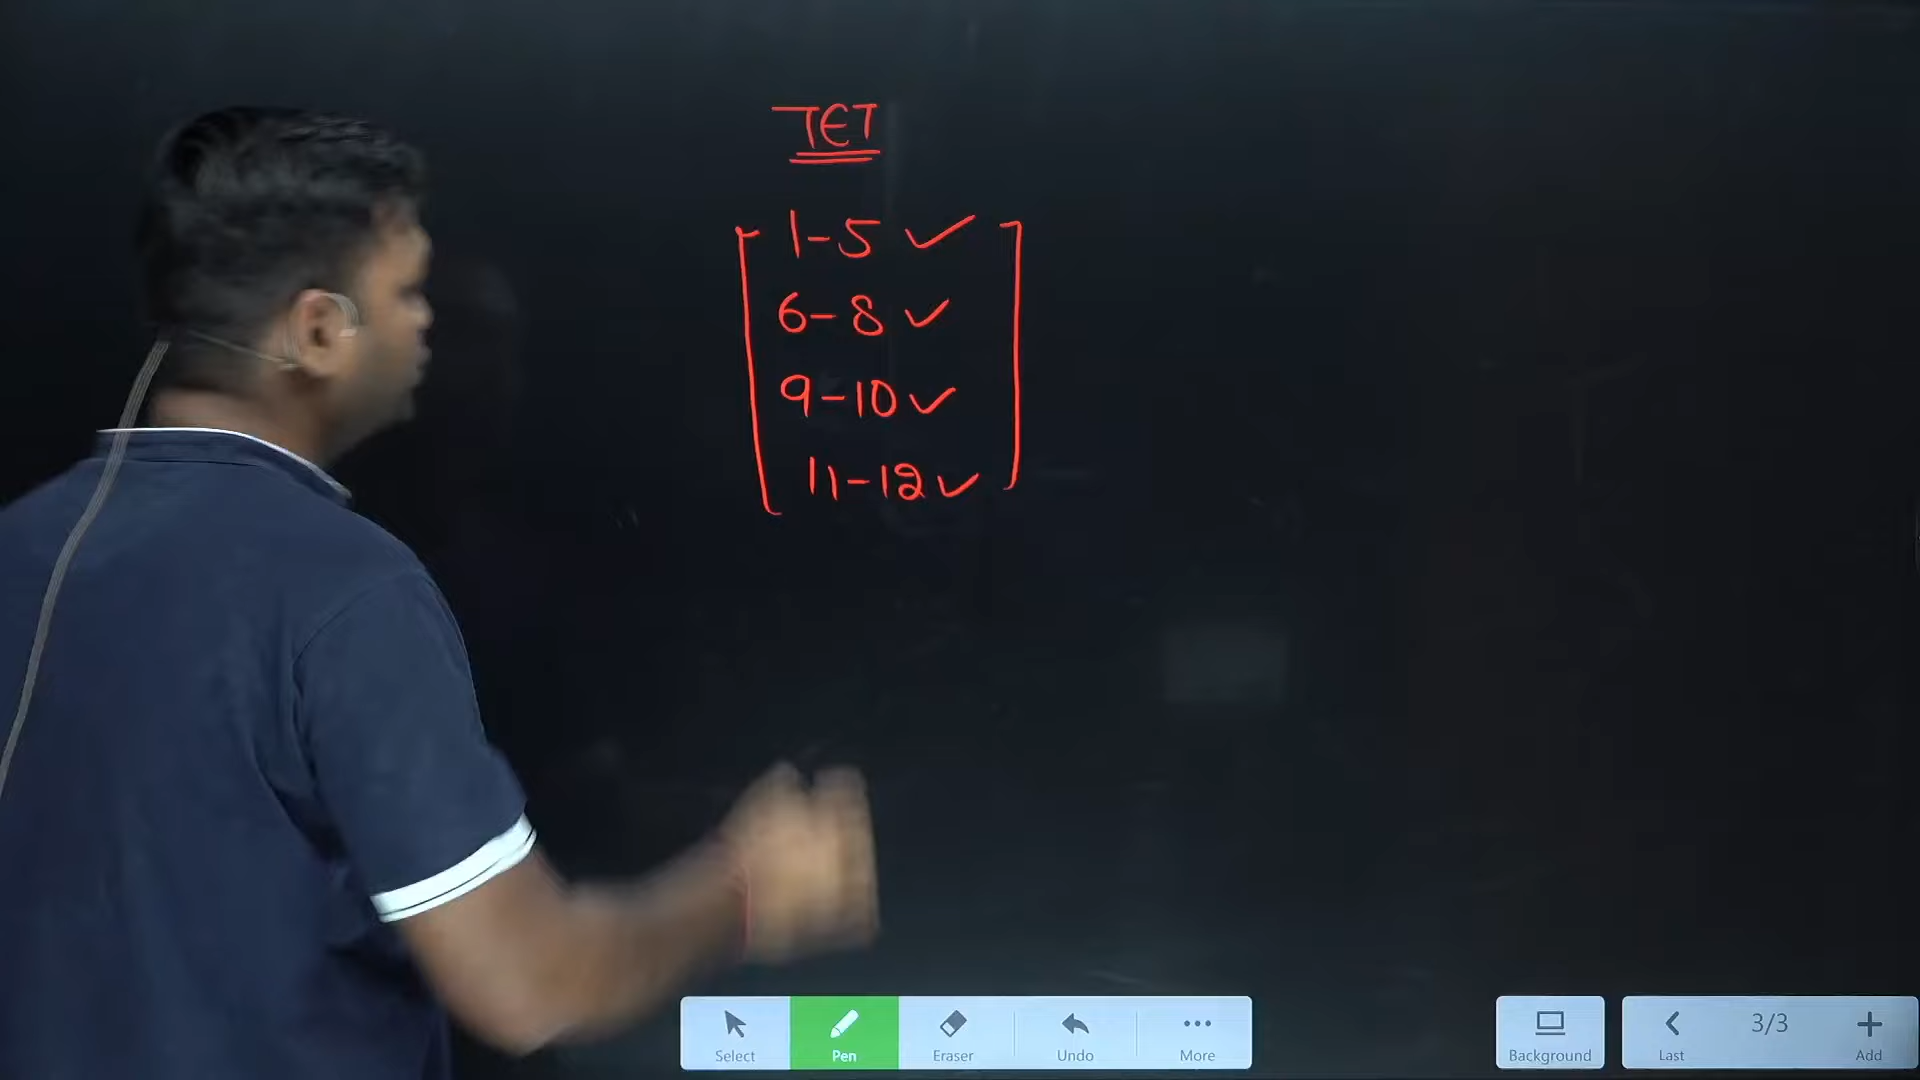 TET
1-5 ✓
6-8 ✓
9-10 ✓
11-12 ✓
Select Pen Eraser Undo More Background Last 3/3 Add